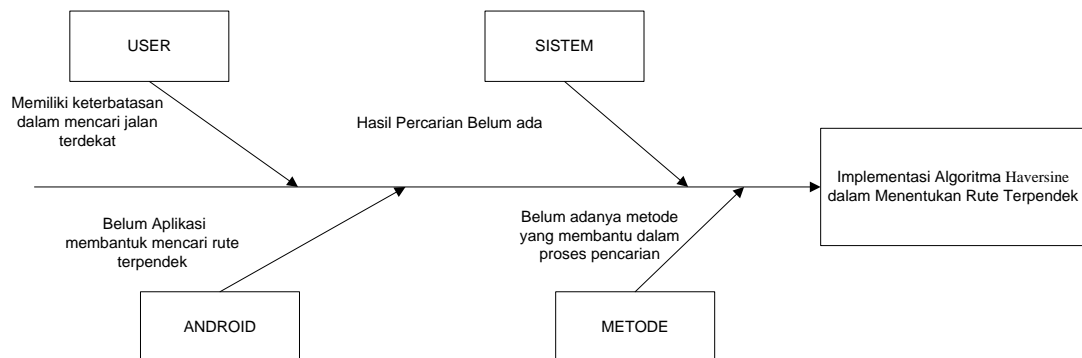 USER
SISTEM
Memiliki keterbatasan
dalam mencari jalan
terdekat
Hasil Percarian Belum ada
Implementasi Algoritma Haversine
dalam Menentukan Rute Terpendek
Belum Aplikasi
membantuk mencari rute
terpendek
Belum adanya metode
yang membantu dalam
proses pencarian
ANDROID
METODE